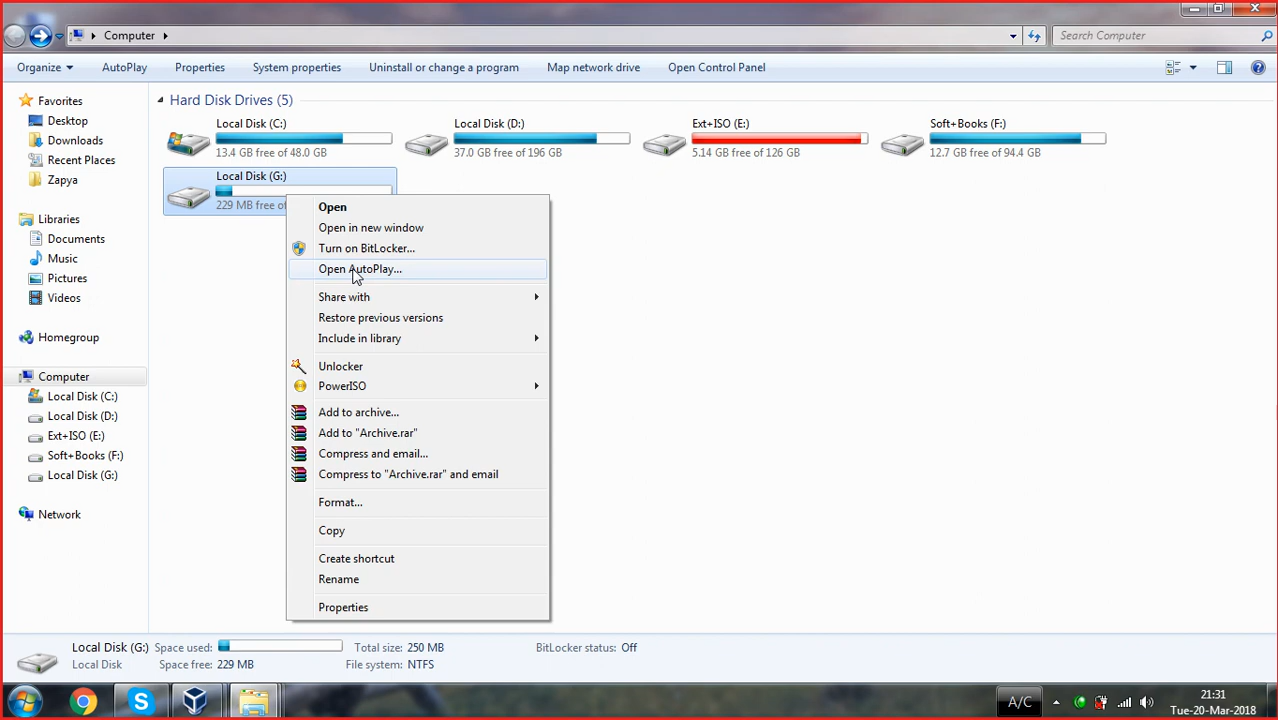 Computer
Search Computer
Organize
AutoPlay
Properties
System properties
Uninstall or change a program
Map network drive
Open Control Panel
Favorites
Desktop
Downloads
Recent Places
Zapya
Libraries
Documents
Music
Pictures
Videos
Homegroup
Computer
Local Disk (C:)
Local Disk (D:)
Ext+ISO (E:)
Soft+Books (F:)
Local Disk (G:)
Network
Hard Disk Drives (5)
Local Disk (C:)
13.4 GB free of 48.0 GB
Local Disk (D:)
37.0 GB free of 196 GB
Ext+ISO (E:)
5.14 GB free of 126 GB
Soft+Books (F:)
12.7 GB free of 94.4 GB
Local Disk (G:)
229 MB free of
Open
Open in new window
Turn on BitLocker...
Open AutoPlay...
Share with
Restore previous versions
Include in library
Unlocker
PowerISO
Add to archive...
Add to "Archive.rar"
Compress and email...
Compress to "Archive.rar" and email
Format...
Copy
Create shortcut
Rename
Properties
Local Disk (G:) Space used: Total size: 250 MB BitLocker status: Off
Local Disk Space free: 229 MB File system: NTFS
A/C
21:31
Tue-20-Mar-2018